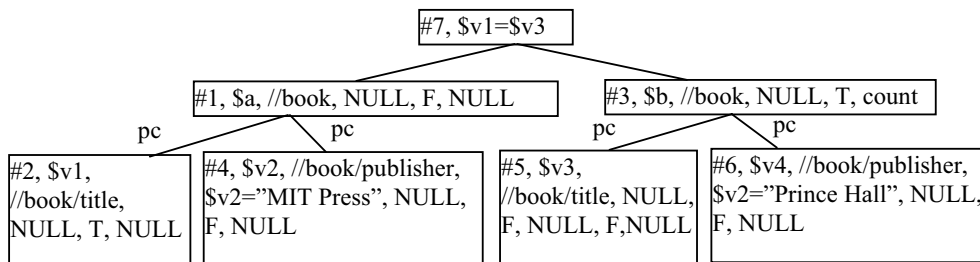 #7, $v1=$v3
#1, $a, //book, NULL, F, NULL
#3, $b, //book, NULL, T, count
pc
pc
pc
pc
#2, $v1,
//book/title,
NULL, T, NULL
#4, $v2, //book/publisher,
$v2=”MIT Press”, NULL,
F, NULL
#5, $v3,
//book/title, NULL,
F, NULL, F,NULL
#6, $v4, //book/publisher,
$v2=”Prince Hall”, NULL,
F, NULL